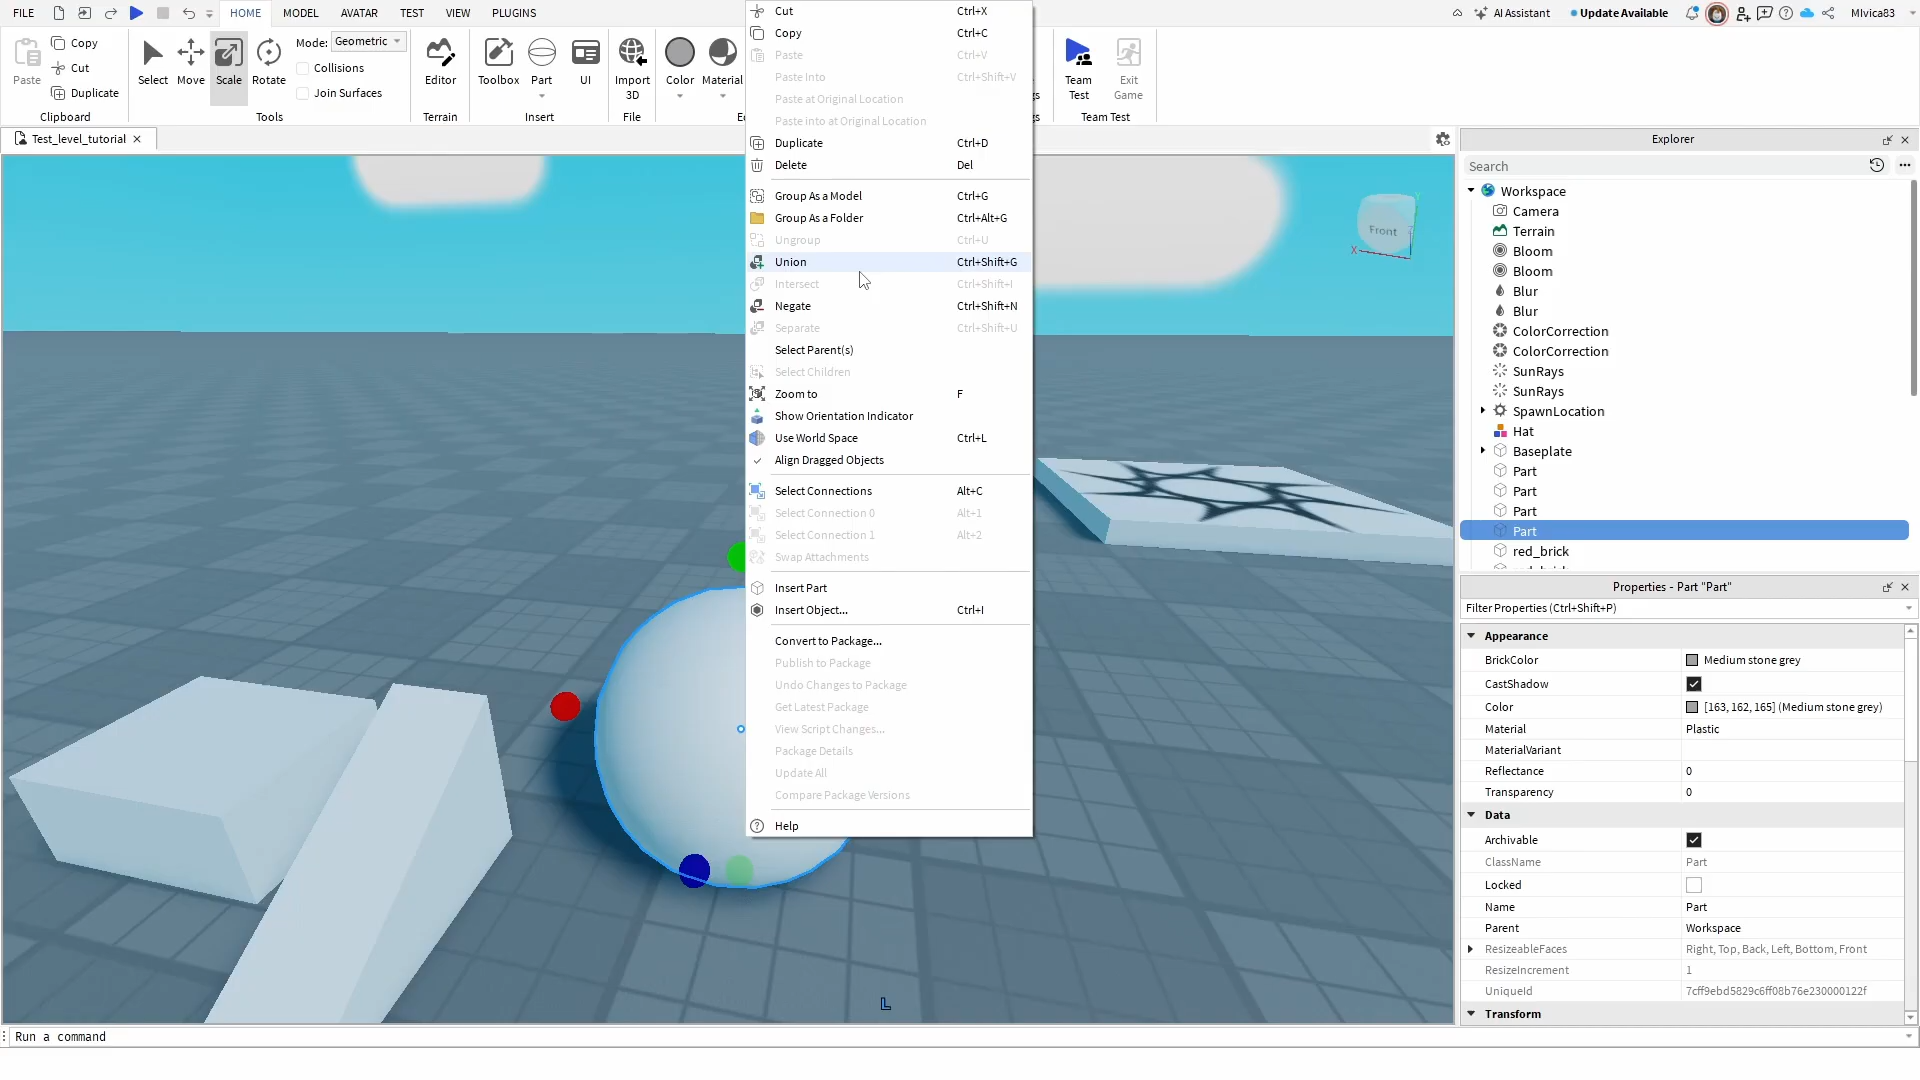 FILE
HOME
MODEL
AVATAR
TEST
VIEW
PLUGINS
AI Assistant
Update Available
MIvica83
Paste
Copy
Cut
Duplicate
Clipboard
Select
Move
Scale
Rotate
Mode: Geometric
Collisions
Join Surfaces
Tools
Editor
Terrain
Toolbox
Part
UI
Insert
Import
3D
File
Color
Material
Team
Test
Exit
Game
Team Test
Test_level_tutorial
Cut Ctrl+X
Copy Ctrl+C
Paste Ctrl+V
Paste Into Ctrl+Shift+V
Paste at Original Location
Paste into at Original Location
Duplicate Ctrl+D
Delete Del
Group As a Model Ctrl+G
Group As a Folder Ctrl+Alt+G
Ungroup Ctrl+U
Union Ctrl+Shift+G
Intersect Ctrl+Shift+I
Negate Ctrl+Shift+N
Separate Ctrl+Shift+U
Select Parent(s)
Select Children
Zoom to F
Show Orientation Indicator
Use World Space Ctrl+L
Align Dragged Objects
Select Connections Alt+C
Select Connection 0 Alt+1
Select Connection 1 Alt+2
Swap Attachments
Insert Part
Insert Object... Ctrl+I
Convert to Package...
Publish to Package
Undo Changes to Package
Get Latest Package
View Script Changes...
Package Details
Update All
Compare Package Versions
Help
Front
X
Y
L
Explorer
Search
Workspace
Camera
Terrain
Bloom
Bloom
Blur
Blur
ColorCorrection
ColorCorrection
SunRays
SunRays
SpawnLocation
Hat
Baseplate
Part
Part
Part
Part
red_brick
Properties - Part "Part"
Filter Properties (Ctrl+Shift+P)
Appearance
BrickColor Medium stone grey
CastShadow
Color [163, 162, 165] (Medium stone grey)
Material Plastic
MaterialVariant
Reflectance 0
Transparency 0
Data
Archivable
ClassName Part
Locked
Name Part
Parent Workspace
ResizeableFaces Right, Top, Back, Left, Bottom, Front
ResizeIncrement 1
UniqueId 7cff9ebd5829c6ff08b76e230000122f
Transform
Run a command